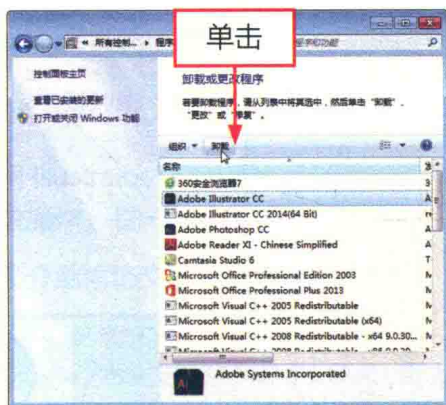 单击
« 所有控制... ▸ 程序
控制面板主页
查看已安装的更新
打开或关闭 Windows 功能
卸载或更改程序
若要卸载程序，请从列表中将其选中，然后单击“卸载”、
“更改”或“修复”。
组织 ▼ 卸载
名称
360安全浏览器7
Adobe Illustrator CC
Adobe Illustrator CC 2014(64 Bit)
Adobe Photoshop CC
Adobe Reader XI - Chinese Simplified
Camtasia Studio 6
Microsoft Office Professional Edition 2003
Microsoft Office Professional Plus 2013
Microsoft Visual C++ 2005 Redistributable
Microsoft Visual C++ 2005 Redistributable (x64)
Microsoft Visual C++ 2008 Redistributable - x64 9.0.30...
Adobe Systems Incorporated